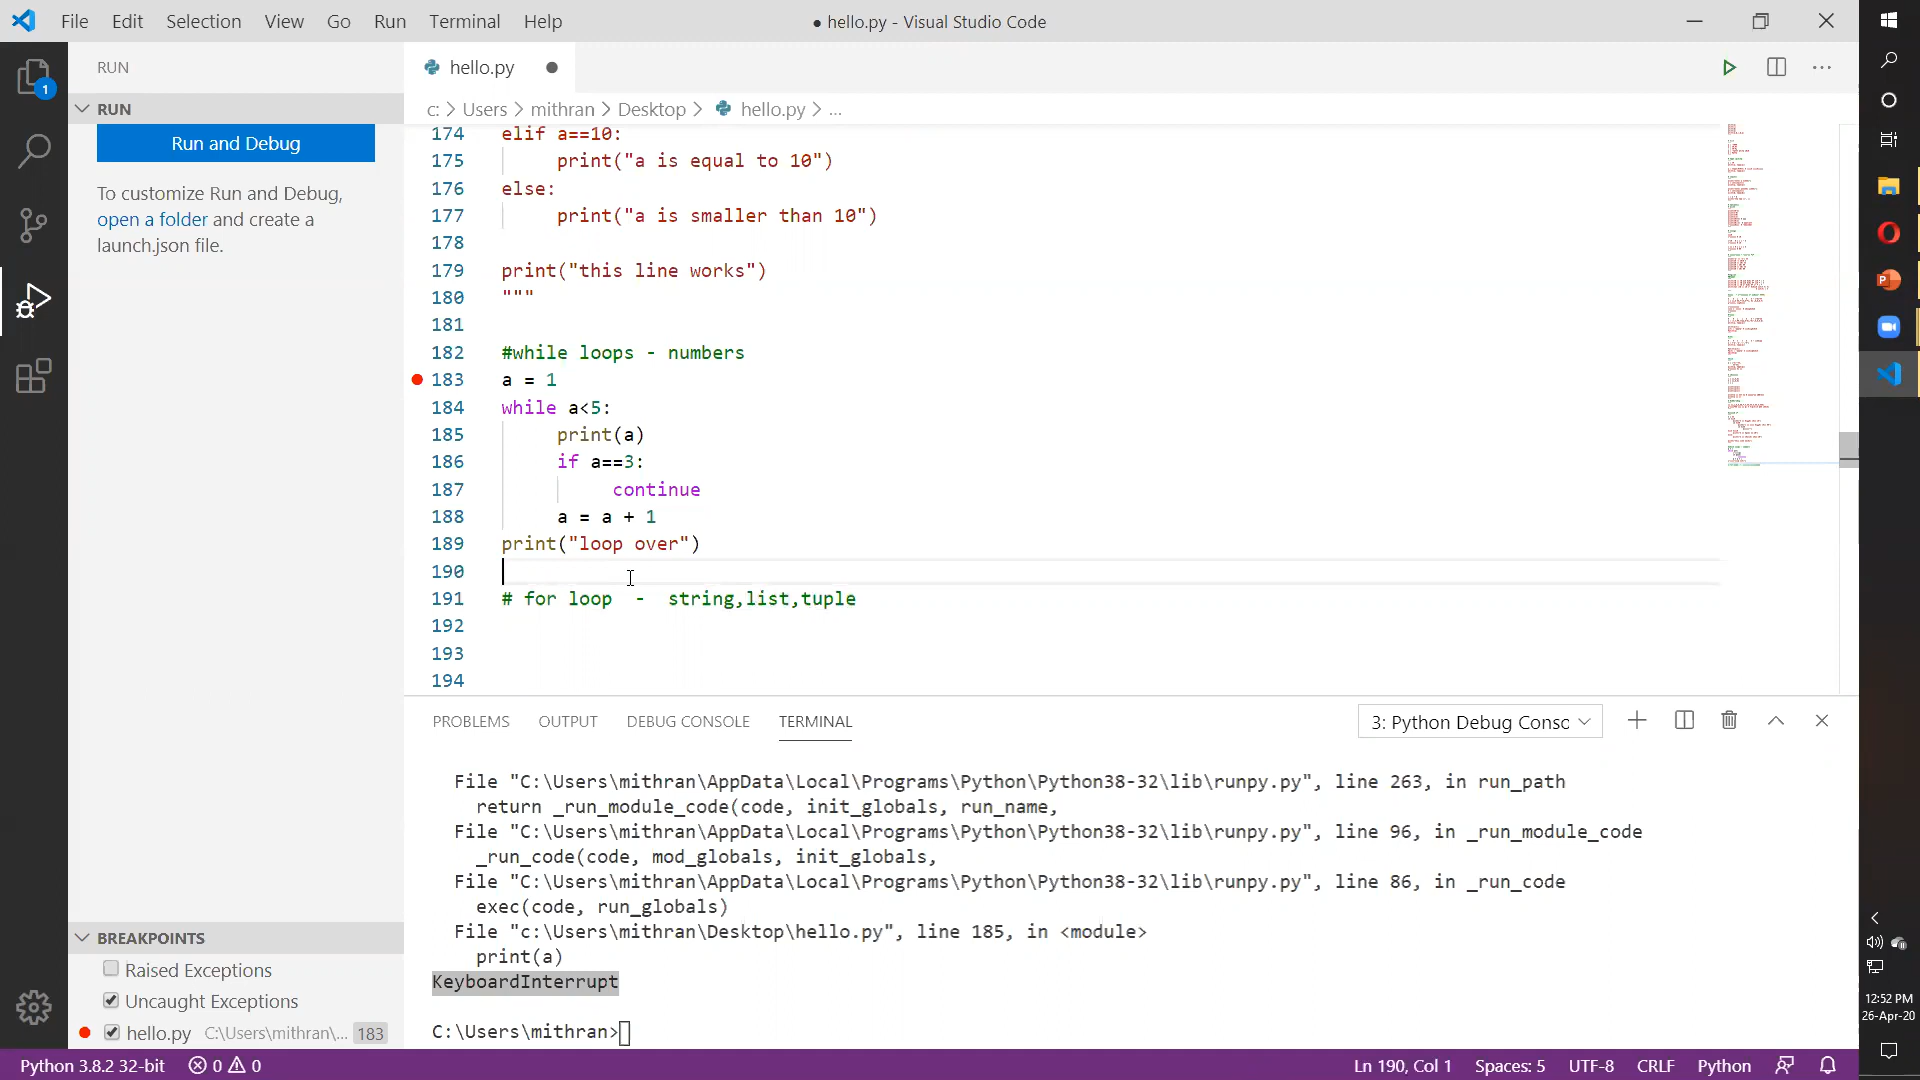 File Edit Selection View Go Run Terminal Help
● hello.py - Visual Studio Code
RUN
RUN
Run and Debug
To customize Run and Debug,
open a folder and create a
launch.json file.
BREAKPOINTS
Raised Exceptions
Uncaught Exceptions
hello.py C:\Users\mithran\... 183
1
hello.py
c: > Users > mithran > Desktop > hello.py > ...
174 elif a==10:
175 print("a is equal to 10")
176 else:
177 print("a is smaller than 10")
178
179 print("this line works")
180 """
181
182 #while loops - numbers
183 a = 1
184 while a<5:
185 print(a)
186 if a==3:
187 continue
188 a = a + 1
189 print("loop over")
190
191 # for loop - string,list,tuple
192
193
194
PROBLEMS OUTPUT DEBUG CONSOLE TERMINAL
3: Python Debug Consc
File "C:\Users\mithran\AppData\Local\Programs\Python\Python38-32\lib\runpy.py", line 263, in run_path
return _run_module_code(code, init_globals, run_name,
File "C:\Users\mithran\AppData\Local\Programs\Python\Python38-32\lib\runpy.py", line 96, in _run_module_code
_run_code(code, mod_globals, init_globals,
File "C:\Users\mithran\AppData\Local\Programs\Python\Python38-32\lib\runpy.py", line 86, in _run_code
exec(code, run_globals)
File "c:\Users\mithran\Desktop\hello.py", line 185, in <module>
print(a)
KeyboardInterrupt
C:\Users\mithran>
Python 3.8.2 32-bit 0 0
Ln 190, Col 1 Spaces: 5 UTF-8 CRLF Python
12:52 PM
26-Apr-20